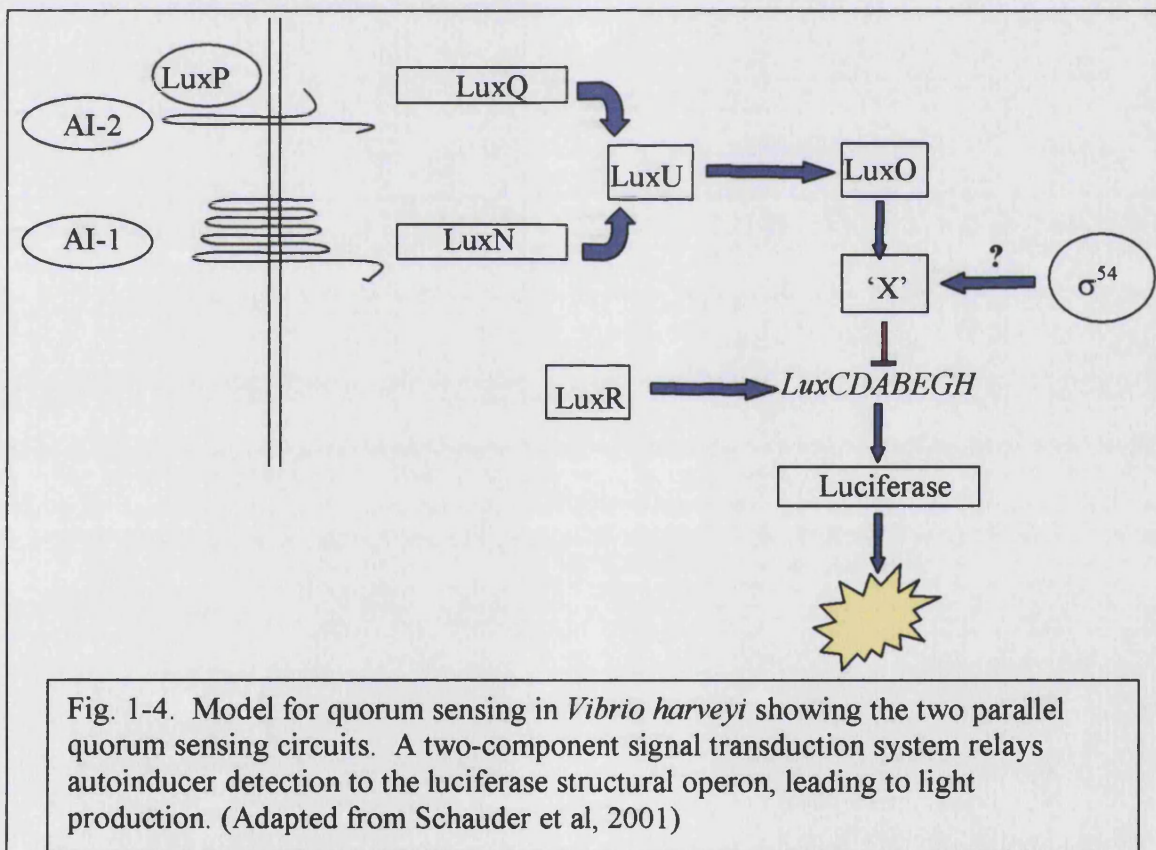 LuxP
LuxQ
AI-2
LuxU
LuxO
AI-1
LuxN
?
‘X’
σ⁵⁴
LuxR
LuxCDABEGH
Luciferase
Fig. 1-4. Model for quorum sensing in Vibrio harveyi showing the two parallel
quorum sensing circuits. A two-component signal transduction system relays
autoinducer detection to the luciferase structural operon, leading to light
production. (Adapted from Schauder et al, 2001)